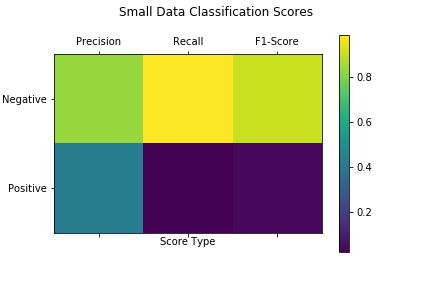 Small Data Classification Scores
Precision Recall F1-Score
Negative
Positive
Score Type
0.8
0.6
0.4
0.2